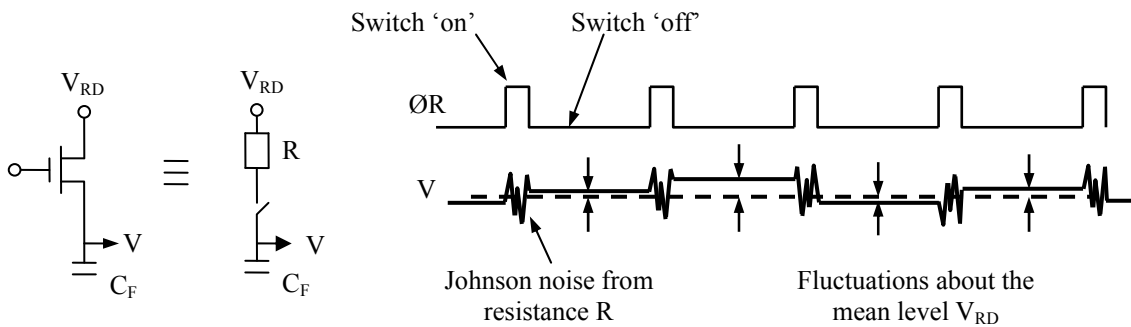 Switch ‘on’
Switch ‘off’
V_RD
V_RD
ØR
R
V
V
V
C_F
C_F
Johnson noise from
resistance R
Fluctuations about the
mean level V_RD